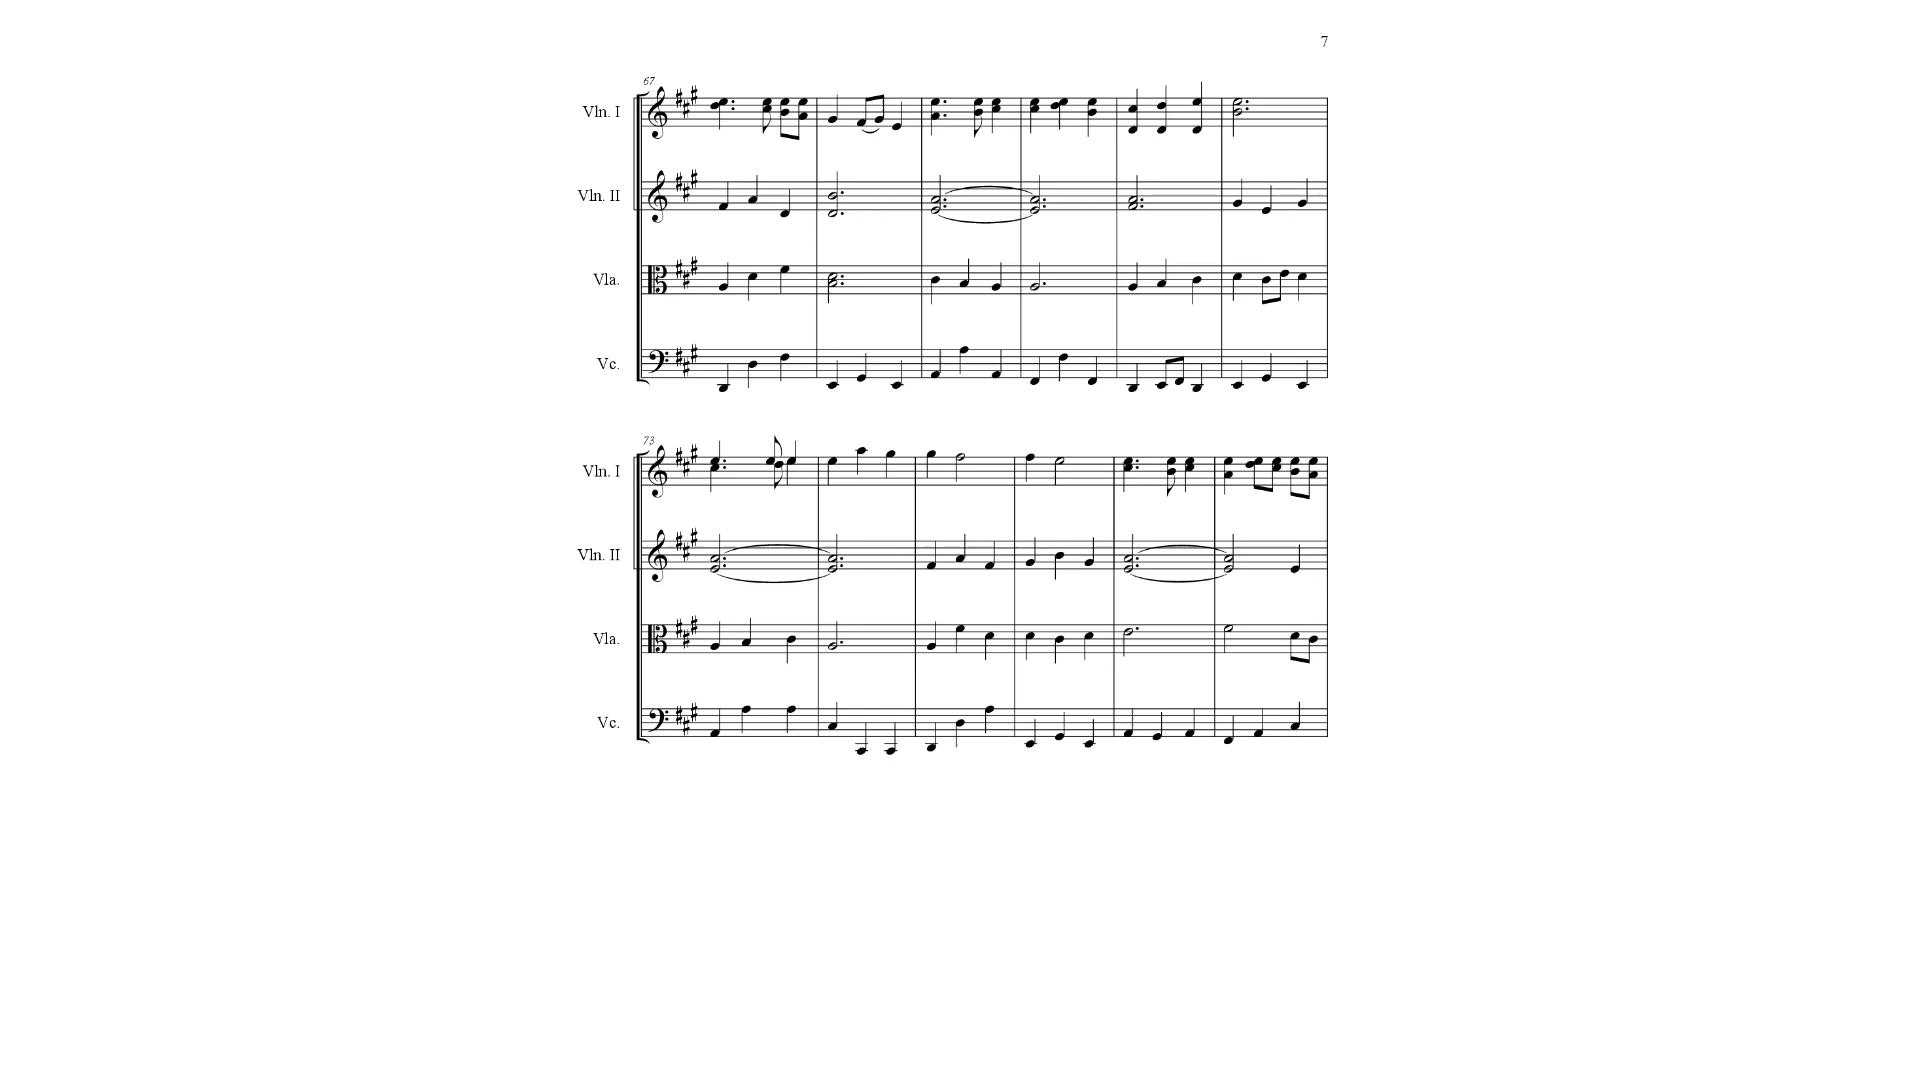 7
67
Vln. I
Vln. II
Vla.
Vc.
73
Vln. I
Vln. II
Vla.
Vc.